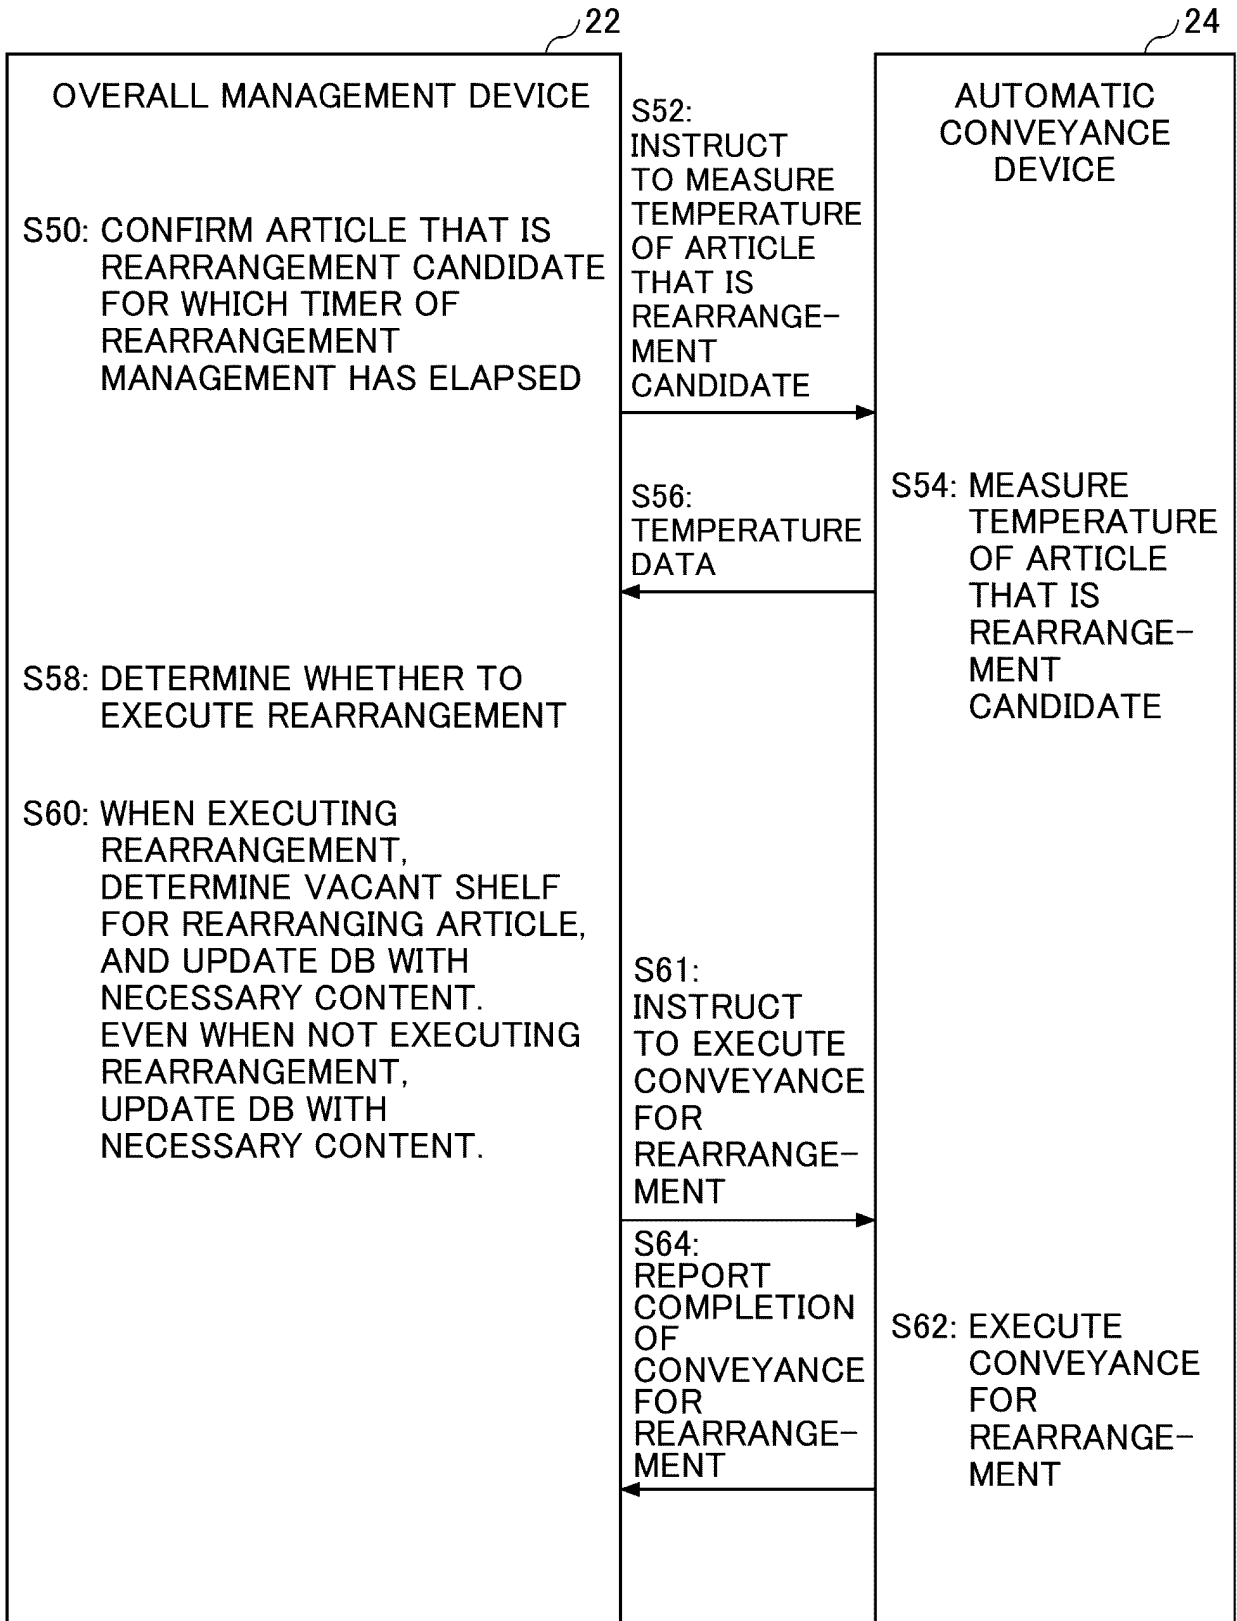 22
24
OVERALL MANAGEMENT DEVICE
AUTOMATIC
CONVEYANCE
DEVICE
S50: CONFIRM ARTICLE THAT IS
REARRANGEMENT CANDIDATE
FOR WHICH TIMER OF
REARRANGEMENT
MANAGEMENT HAS ELAPSED
S52:
INSTRUCT
TO MEASURE
TEMPERATURE
OF ARTICLE
THAT IS
REARRANGE-
MENT
CANDIDATE
S54: MEASURE
TEMPERATURE
OF ARTICLE
THAT IS
REARRANGE-
MENT
CANDIDATE
S56:
TEMPERATURE
DATA
S58: DETERMINE WHETHER TO
EXECUTE REARRANGEMENT
S60: WHEN EXECUTING
REARRANGEMENT,
DETERMINE VACANT SHELF
FOR REARRANGING ARTICLE,
AND UPDATE DB WITH
NECESSARY CONTENT.
EVEN WHEN NOT EXECUTING
REARRANGEMENT,
UPDATE DB WITH
NECESSARY CONTENT.
S61:
INSTRUCT
TO EXECUTE
CONVEYANCE
FOR
REARRANGE-
MENT
S62: EXECUTE
CONVEYANCE
FOR
REARRANGE-
MENT
S64:
REPORT
COMPLETION
OF
CONVEYANCE
FOR
REARRANGE-
MENT